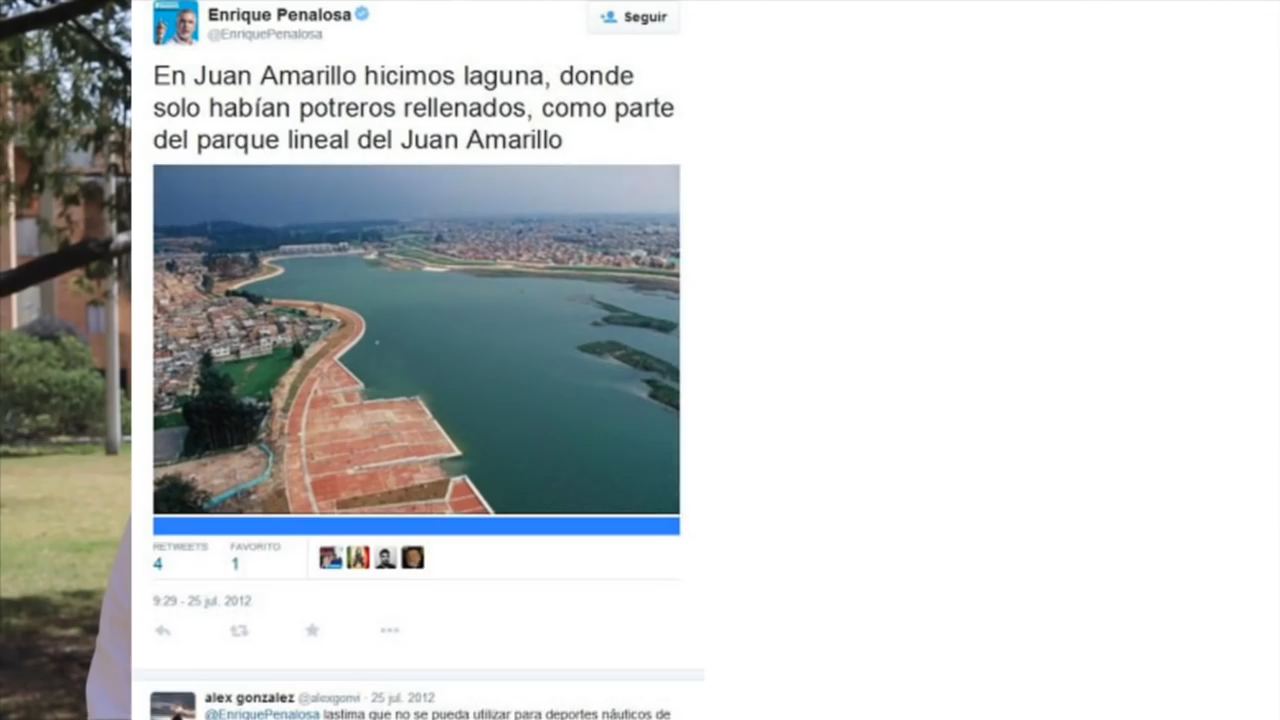 Enrique Penalosa
@EnriquePenalosa
Seguir
En Juan Amarillo hicimos laguna, donde
solo habían potreros rellenados, como parte
del parque lineal del Juan Amarillo
RETWEETS
FAVORITO
4
1
9:29 - 25 jul. 2012
alex gonzalez @alexgonvi · 25 jul. 2012
@EnriquePenalosa lastima que no se pueda utilizar para deportes náuticos de